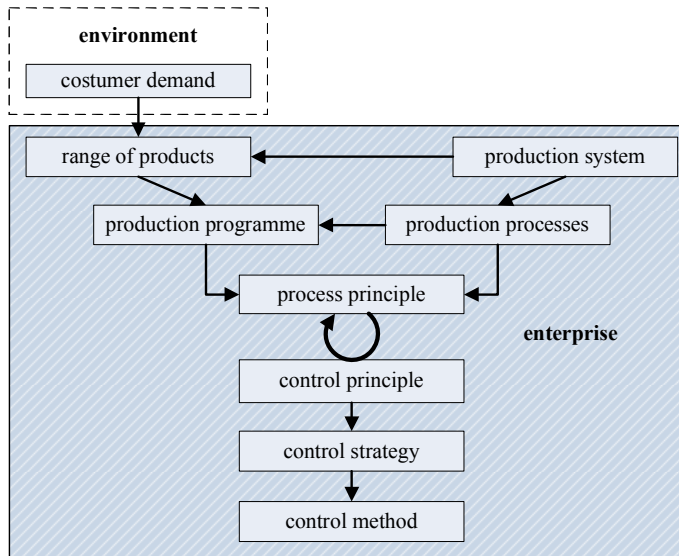 environment
costumer demand
range of products
production system
production programme
production processes
process principle
enterprise
control principle
control strategy
control method